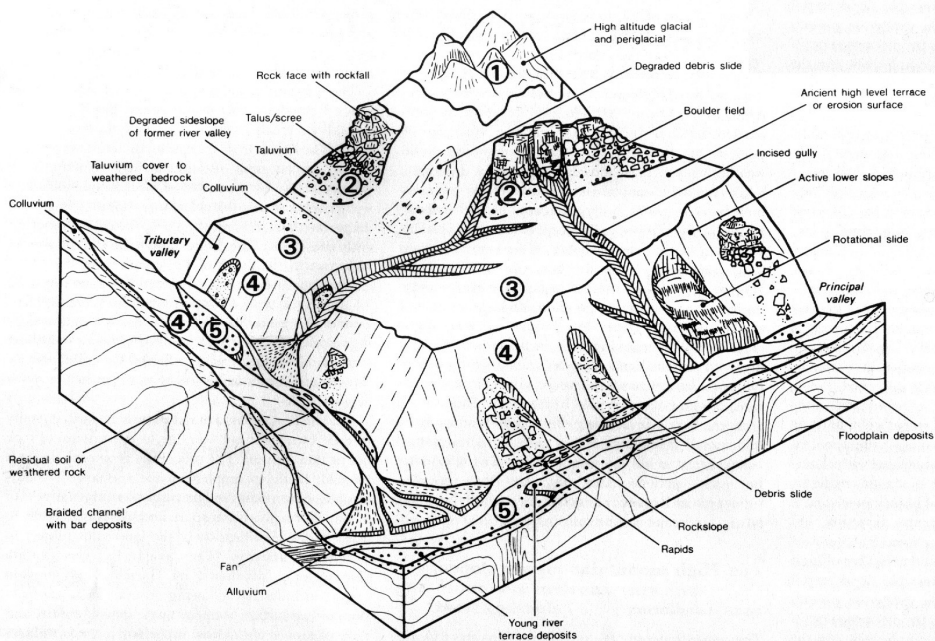 High altitude glacial
and periglacial
Rock face with rockfall
Degraded debris slide
Degraded sideslope
of former river valley
Talus/scree
Ancient high level terrace
or erosion surface
Boulder field
Taluvium
Taluvium cover to
weathered bedrock
Incised gully
Colluvium
Active lower slopes
Colluvium
Tributary
valley
Rotational slide
Principal
valley
1
2
2
3
3
4
4
4
5
5
Floodplain deposits
Residual soil or
weathered rock
Debris slide
Braided channel
with bar deposits
Rockslope
Rapids
Fan
Alluvium
Young river
terrace deposits